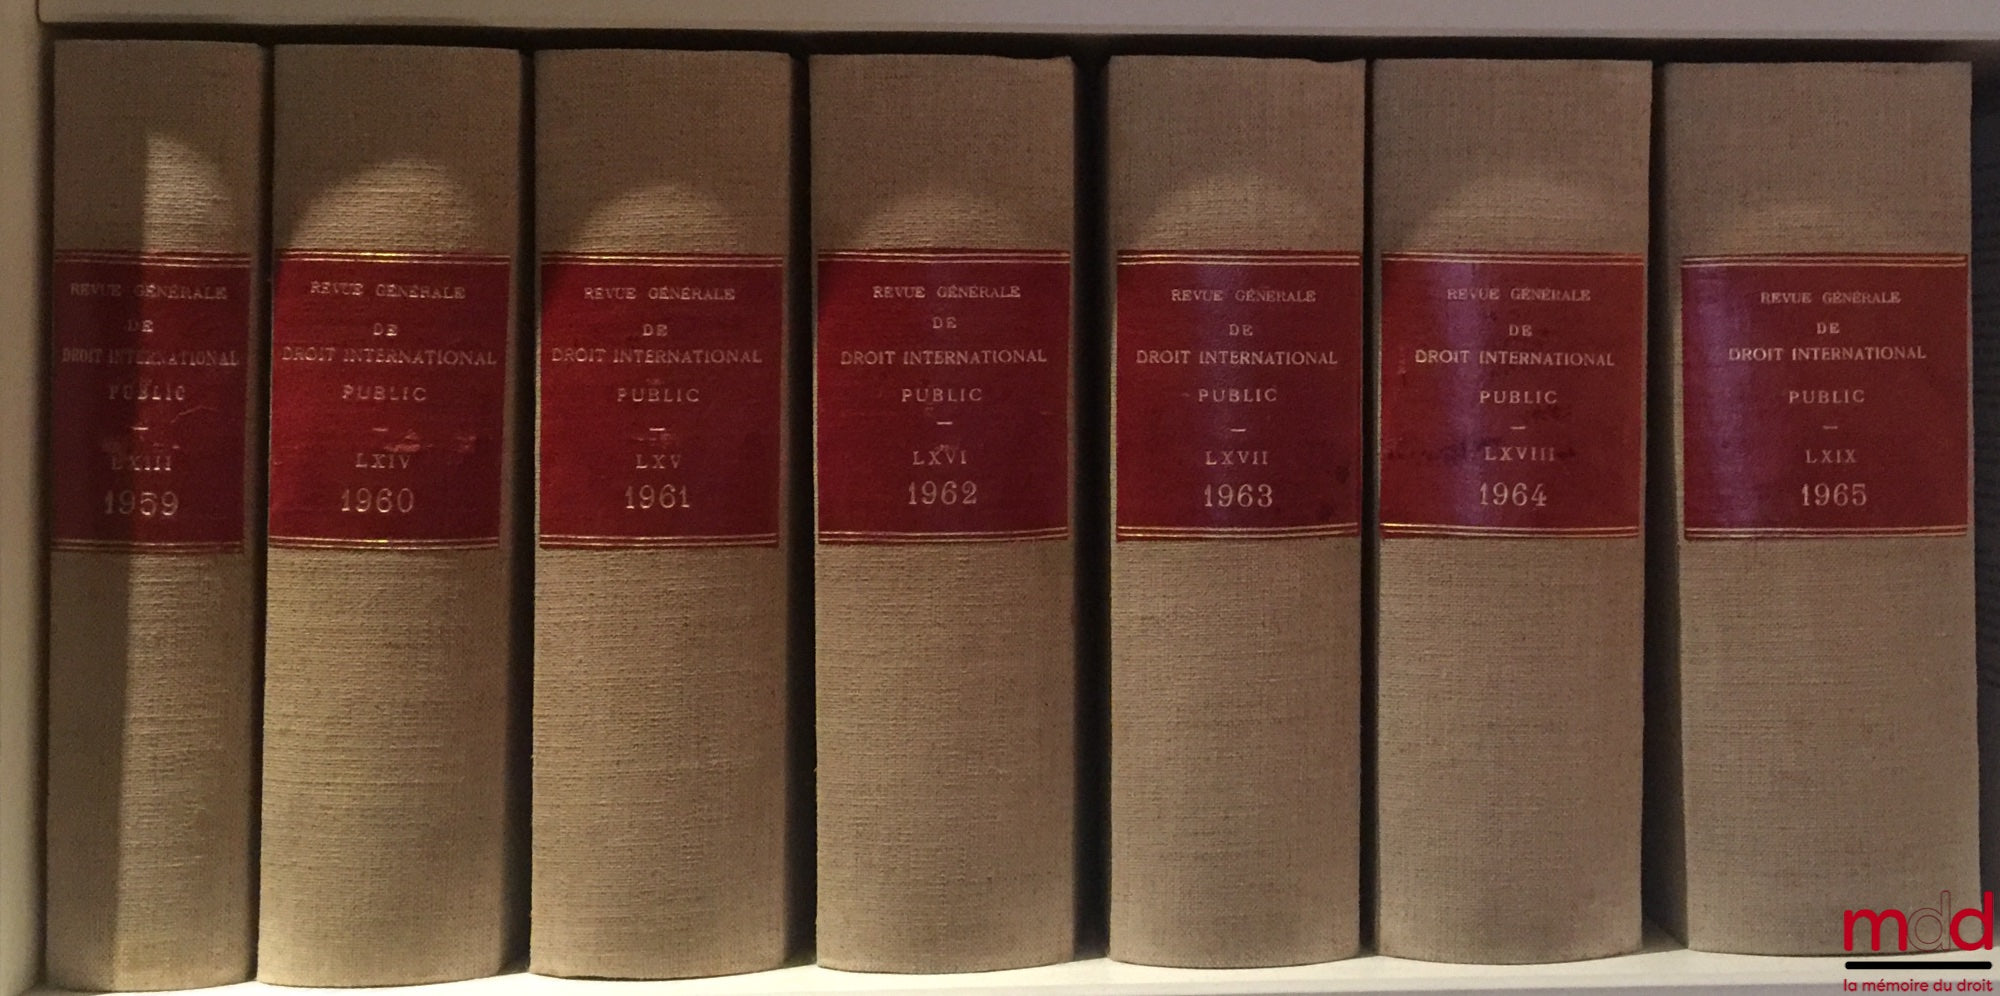 REVUE GÉNÉRALE
DE
DROIT INTERNATIONAL
PUBLIC
LXIII
1959
REVUE GÉNÉRALE
DE
DROIT INTERNATIONAL
PUBLIC
LXIV
1960
REVUE GÉNÉRALE
DE
DROIT INTERNATIONAL
PUBLIC
LXV
1961
REVUE GÉNÉRALE
DE
DROIT INTERNATIONAL
PUBLIC
LXVI
1962
REVUE GÉNÉRALE
DE
DROIT INTERNATIONAL
PUBLIC
LXVII
1963
REVUE GÉNÉRALE
DE
DROIT INTERNATIONAL
PUBLIC
LXVIII
1964
REVUE GÉNÉRALE
DE
DROIT INTERNATIONAL
PUBLIC
LXIX
1965
mdd
la mémoire du droit